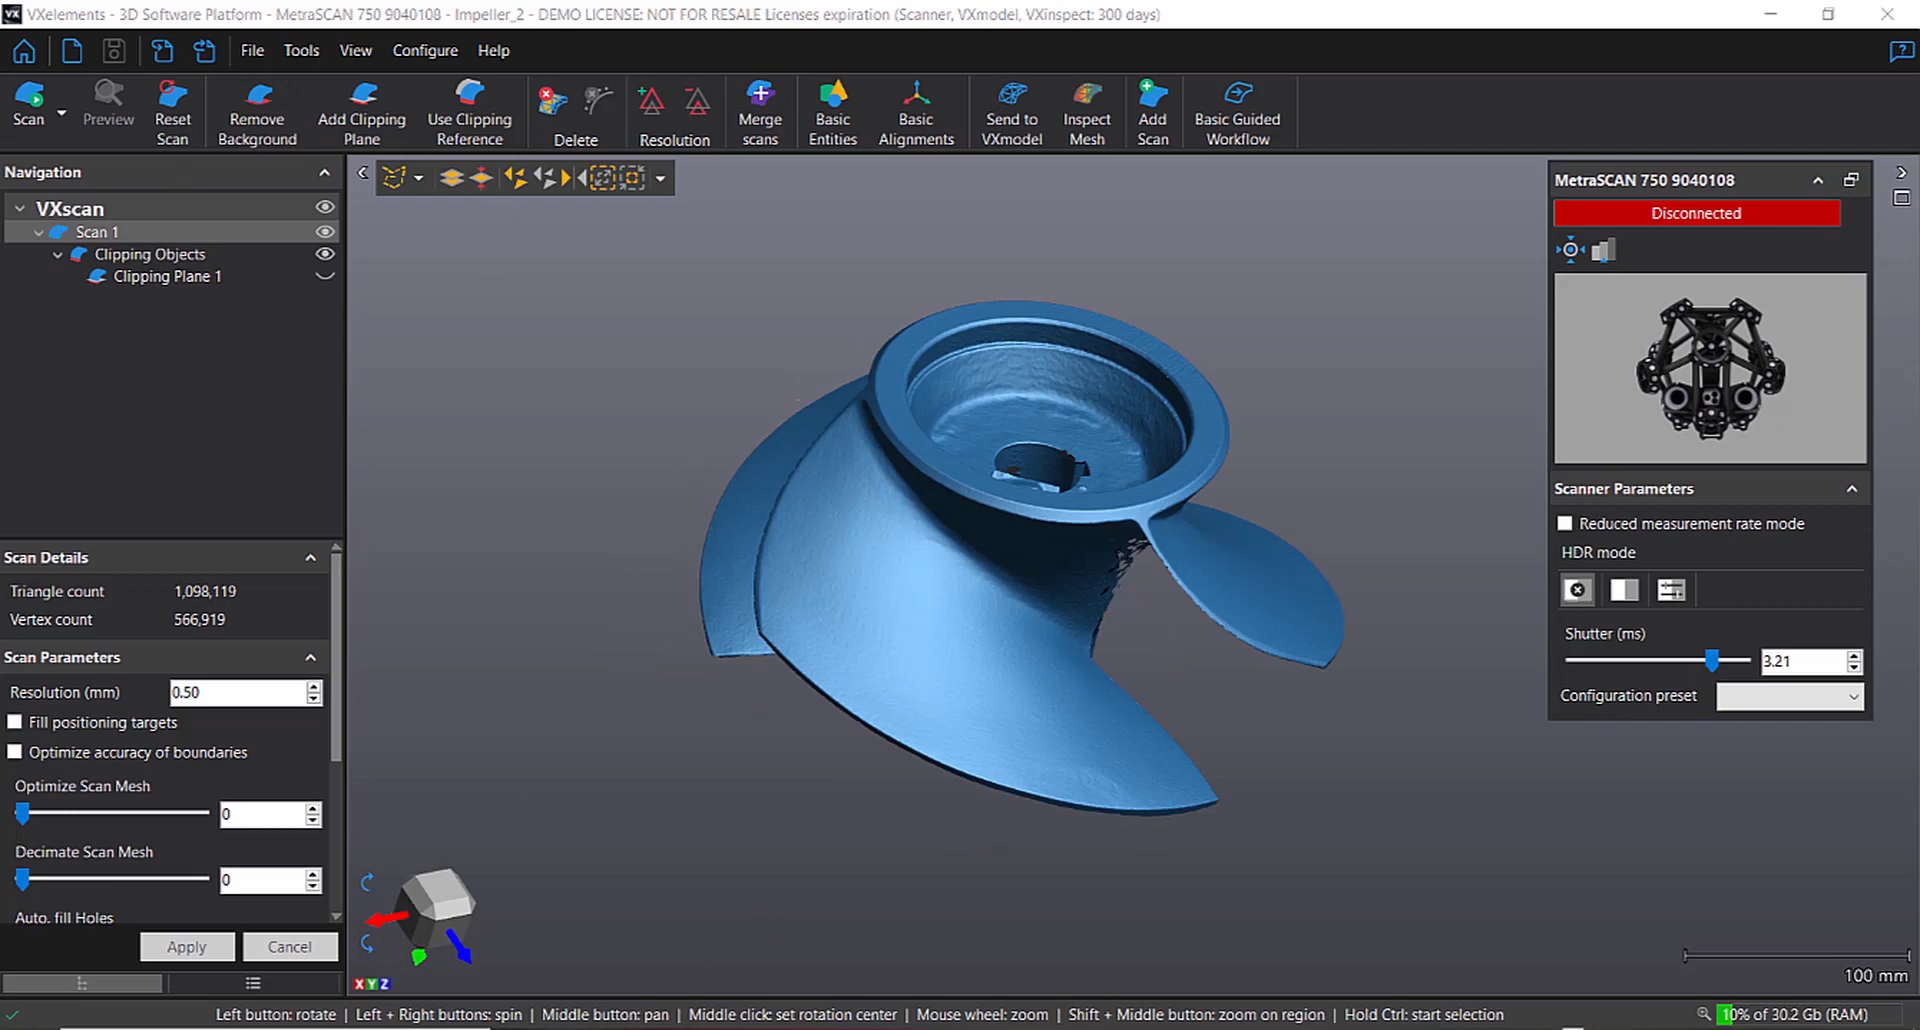 VXelements - 3D Software Platform - MetraSCAN 750 9040108 - Impeller_2 - DEMO LICENSE: NOT FOR RESALE Licenses expiration (Scanner, VXmodel, VXinspect: 300 days)
File Tools View Configure Help
Scan Preview Reset Scan Remove Background Add Clipping Plane Use Clipping Reference Delete Resolution Merge scans Basic Entities Basic Alignments Send to VXmodel Inspect Mesh Add Scan Basic Guided Workflow
Navigation
VXscan
Scan 1
Clipping Objects
Clipping Plane 1
Scan Details
Triangle count 1,098,119
Vertex count 566,919
Scan Parameters
Resolution (mm) 0.50
Fill positioning targets
Optimize accuracy of boundaries
Optimize Scan Mesh
0
Decimate Scan Mesh
0
Auto. fill Holes
Apply Cancel
X Y Z
MetraSCAN 750 9040108
Disconnected
Scanner Parameters
Reduced measurement rate mode
HDR mode
Shutter (ms)
3.21
Configuration preset
100 mm
Left button: rotate | Left + Right buttons: spin | Middle button: pan | Middle click: set rotation center | Mouse wheel: zoom | Shift + Middle button: zoom on region | Hold Ctrl: start selection
10% of 30.2 Gb (RAM)